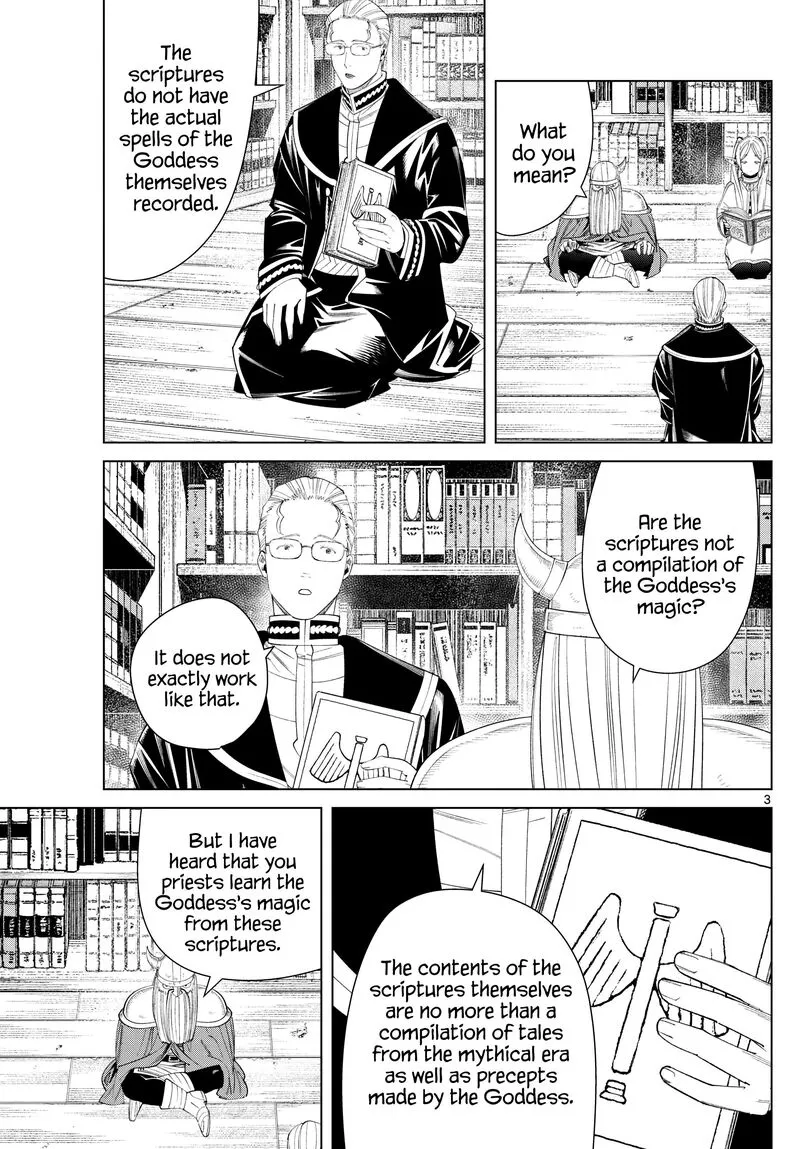 What
do you
mean?
The
scriptures
do not have
the actual
spells of the
Goddess
themselves
recorded.
Are the
scriptures not
a compilation of
the Goddess's
magic?
It does not
exactly work
like that.
3
The contents of the
scriptures themselves
are no more than a
compilation of tales
from the mythical era
as well as precepts
made by the Goddess.
But I have
heard that you
priests learn the
Goddess's magic
from these
scriptures.